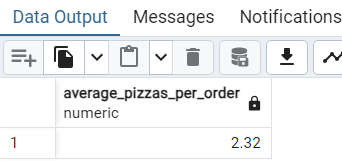 Data Output Messages Notifications
average_pizzas_per_order
numeric
1 2.32